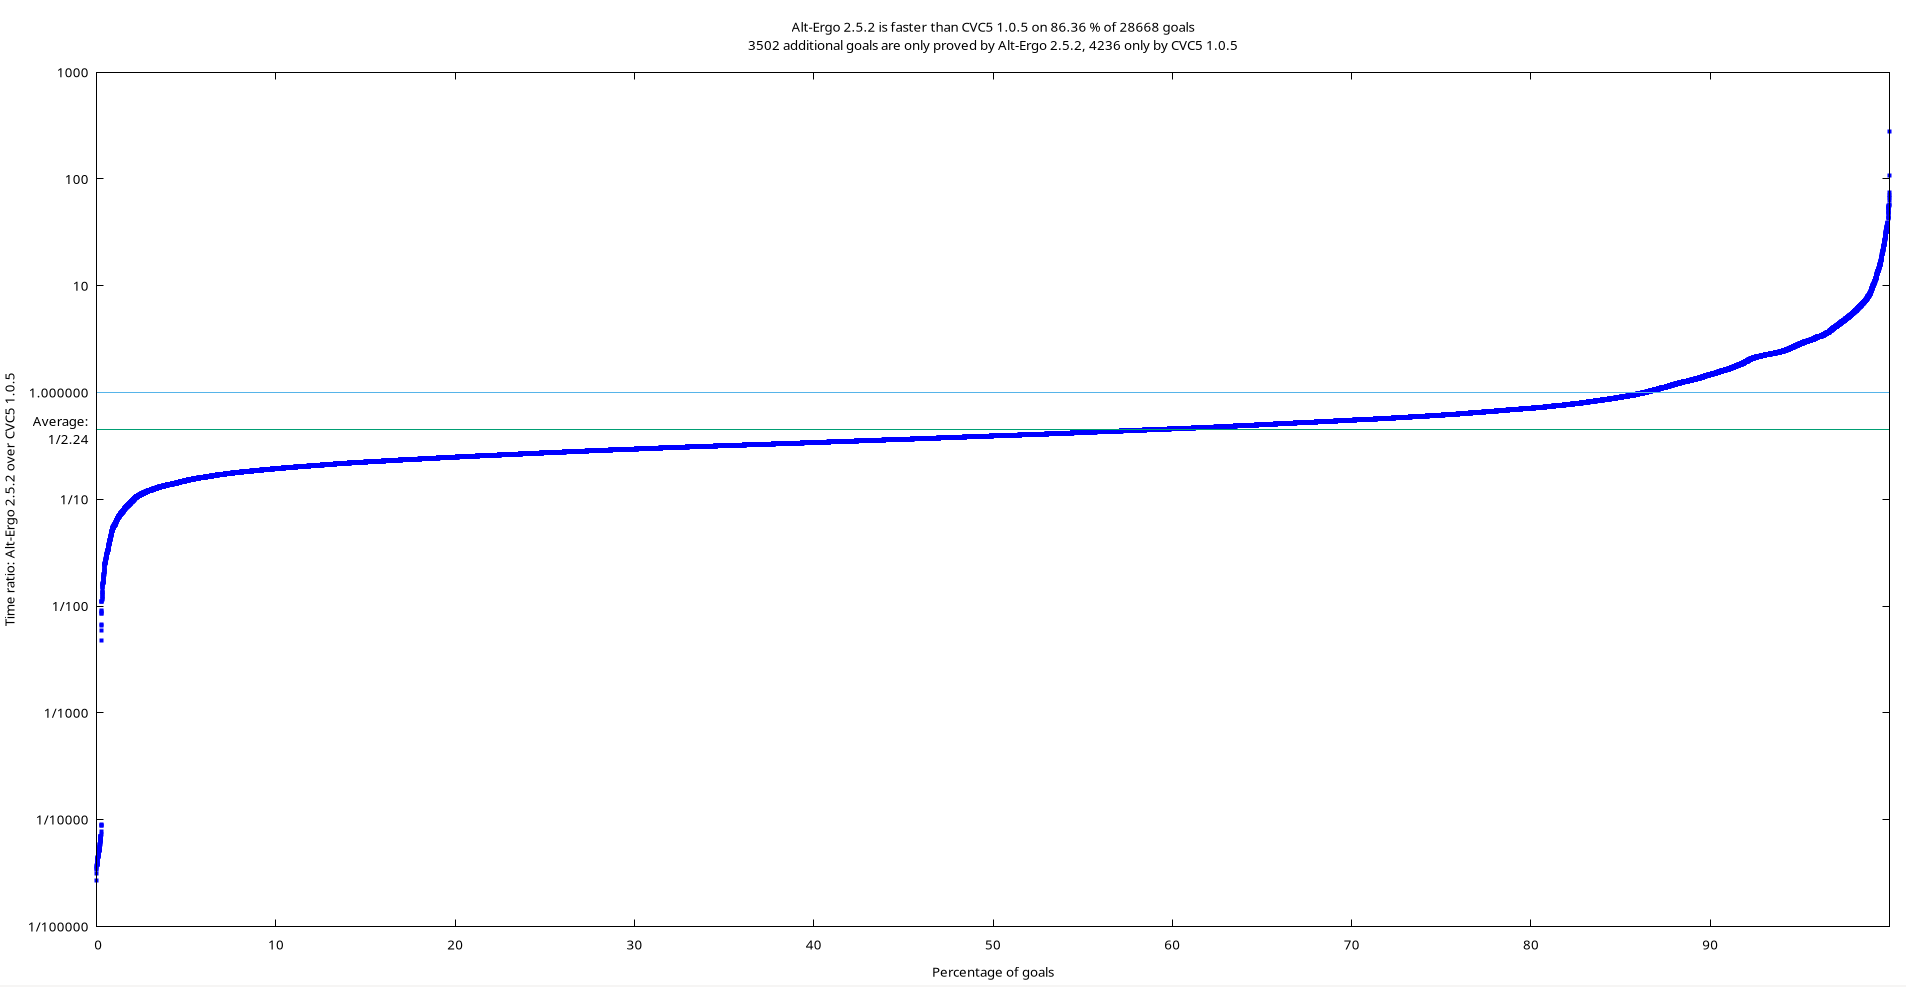 Alt-Ergo 2.5.2 is faster than CVC5 1.0.5 on 86.36 % of 28668 goals
3502 additional goals are only proved by Alt-Ergo 2.5.2, 4236 only by CVC5 1.0.5
1000
100
10
1.000000
Average:
1/2.24
1/10
1/100
1/1000
1/10000
1/100000
Time ratio: Alt-Ergo 2.5.2 over CVC5 1.0.5
0 10 20 30 40 50 60 70 80 90
Percentage of goals